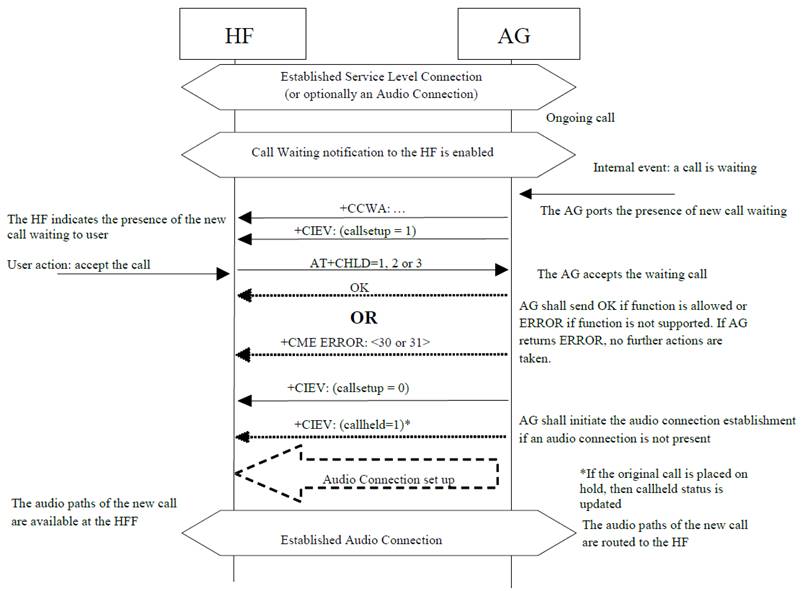 HF
AG
Established Service Level Connection
(or optionally an Audio Connection)
Ongoing call
Call Waiting notification to the HF is enabled
Internal event: a call is waiting
+CCWA: …
The AG ports the presence of new call waiting
The HF indicates the presence of the new
call waiting to user
+CIEV: (callsetup = 1)
User action: accept the call
AT+CHLD=1, 2 or 3
The AG accepts the waiting call
OK
OR
+CME ERROR: <30 or 31>
AG shall send OK if function is allowed or
ERROR if function is not supported. If AG
returns ERROR, no further actions are
taken.
+CIEV: (callsetup = 0)
+CIEV: (callheld=1)*
AG shall initiate the audio connection establishment
if an audio connection is not present
Audio Connection set up
*If the original call is placed on
hold, then callheld status is
updated
The audio paths of the new call
are available at the HFF
Established Audio Connection
The audio paths of the new call
are routed to the HF